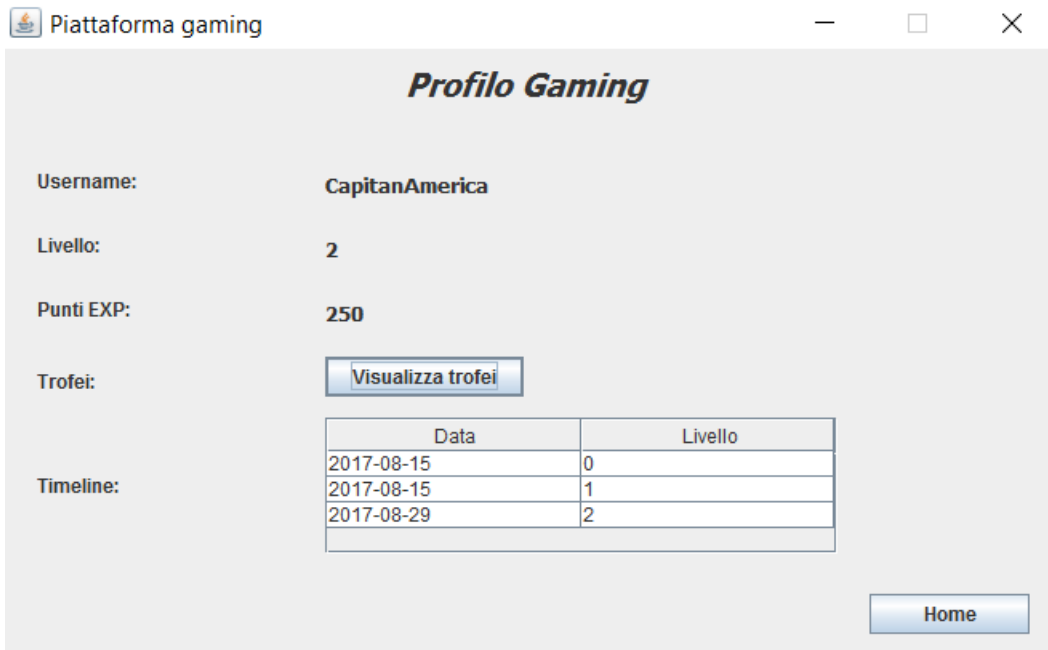 Piattaforma gaming
Profilo Gaming
Username: CapitanAmerica
Livello: 2
Punti EXP: 250
Trofei: Visualizza trofei
Timeline:
Data Livello
2017-08-15 0
2017-08-15 1
2017-08-29 2
Home